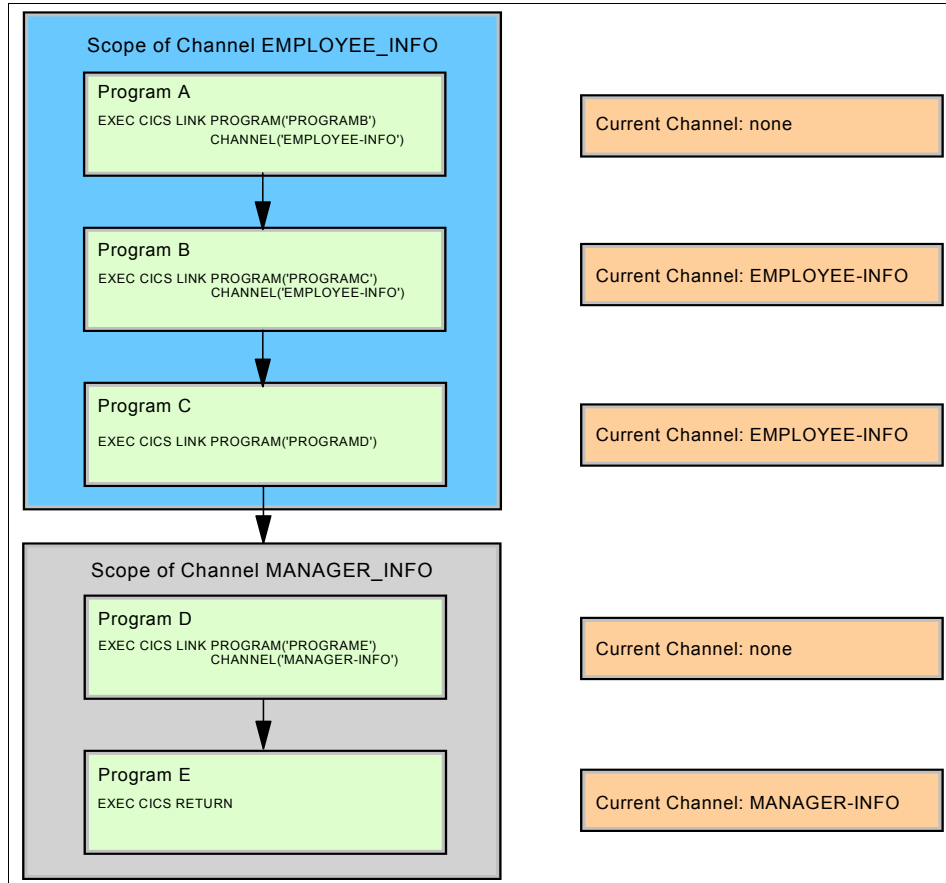 Scope of Channel EMPLOYEE_INFO
Program A
EXEC CICS LINK PROGRAM('PROGRAMB')
CHANNEL('EMPLOYEE-INFO')
Current Channel: none
Program B
EXEC CICS LINK PROGRAM('PROGRAMC')
CHANNEL('EMPLOYEE-INFO')
Current Channel: EMPLOYEE-INFO
Program C
EXEC CICS LINK PROGRAM('PROGRAMD')
Current Channel: EMPLOYEE-INFO
Scope of Channel MANAGER_INFO
Program D
EXEC CICS LINK PROGRAM('PROGRAME')
CHANNEL('MANAGER-INFO')
Current Channel: none
Program E
EXEC CICS RETURN
Current Channel: MANAGER-INFO